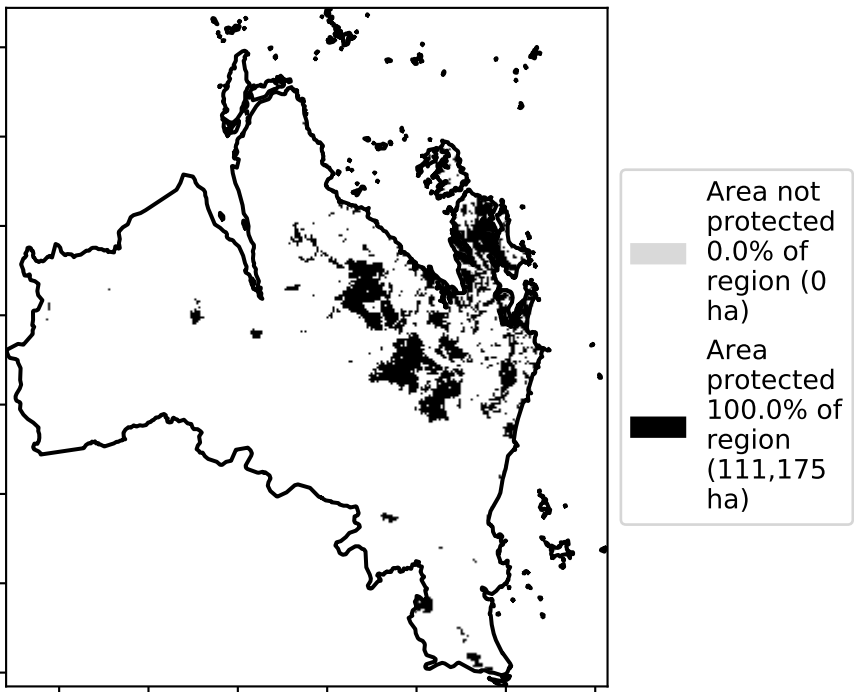 Area not
protected
0.0% of
region (0
ha)
Area
protected
100.0% of
region
(111,175
ha)